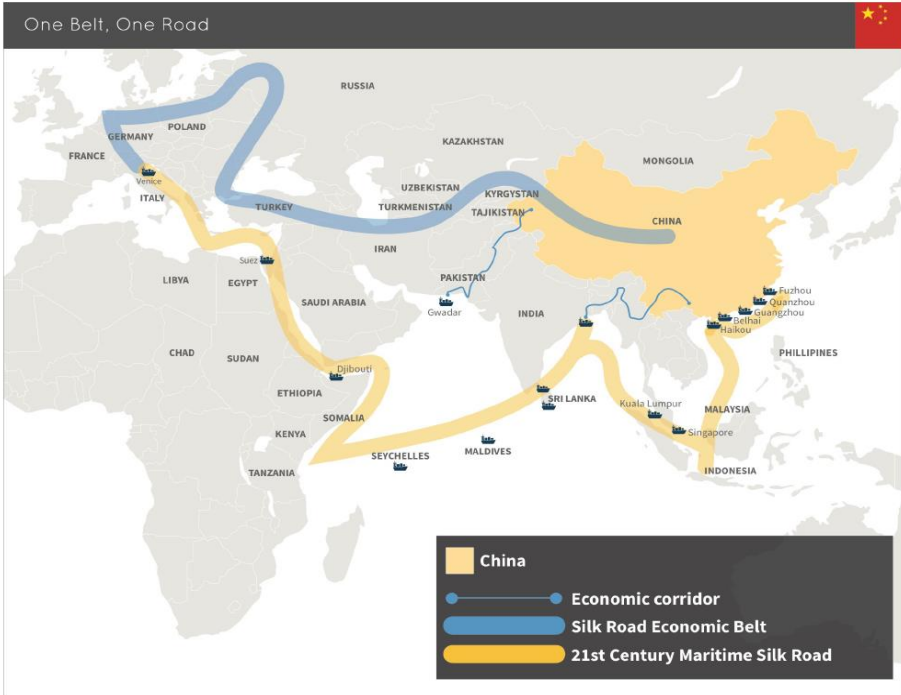 One Belt, One Road
RUSSIA
POLAND
GERMANY
FRANCE
KAZAKHSTAN
MONGOLIA
Venice
ITALY
UZBEKISTAN
KYRGYSTAN
TURKEY
TURKMENISTAN
TAJIKISTAN
CHINA
IRAN
Suez
LIBYA
EGYPT
PAKISTAN
SAUDI ARABIA
Gwadar
INDIA
Fuzhou
Quanzhou
Guangzhou
Belhai
Haikou
CHAD
SUDAN
PHILLIPINES
Djibouti
ETHIOPIA
SRI LANKA
Kuala Lumpur
MALAYSIA
SOMALIA
KENYA
Singapore
MALDIVES
SEYCHELLES
TANZANIA
INDONESIA
China
Economic corridor
Silk Road Economic Belt
21st Century Maritime Silk Road